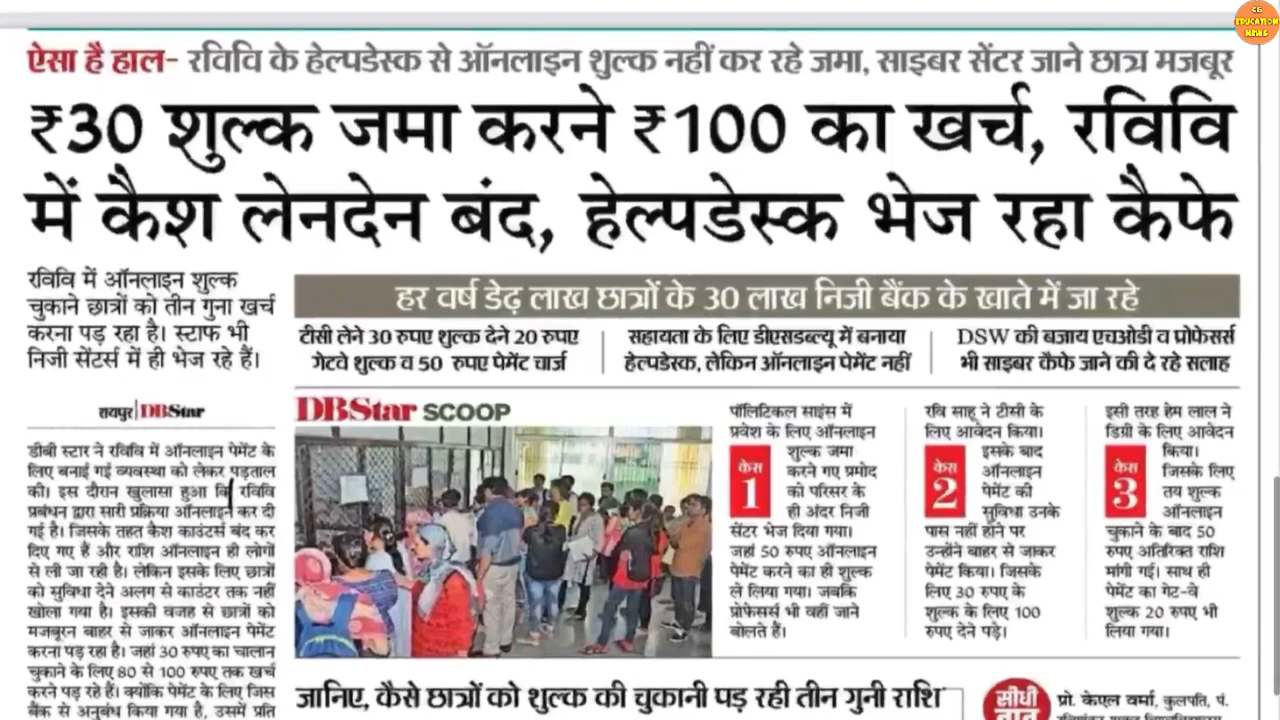 CG
EDUCATION
NEWS
ऐसा है हाल- रविवि के हेल्पडेस्क से ऑनलाइन शुल्क नहीं कर रहे जमा, साइबर सेंटर जाने छात्र मजबूर
₹30 शुल्क जमा करने ₹100 का खर्च, रविवि
में कैश लेनदेन बंद, हेल्पडेस्क भेज रहा कैफे
रविवि में ऑनलाइन शुल्क
चुकाने छात्रों को तीन गुना खर्च
करना पड़ रहा है। स्टाफ भी
निजी सेंटर्स में ही भेज रहे हैं।
हर वर्ष डेढ़ लाख छात्रों के 30 लाख निजी बैंक के खाते में जा रहे
टीसी लेने 30 रुपए शुल्क देने 20 रुपए
गेटवे शुल्क व 50 रुपए पेमेंट चार्ज
सहायता के लिए डीएसडब्ल्यू में बनाया
हेल्पडेस्क, लेकिन ऑनलाइन पेमेंट नहीं
DSW की बजाय एचओडी व प्रोफेसर्स
भी साइबर कैफे जाने की दे रहे सलाह
रायपुर | DBStar
डीबी स्टार ने रविवि में ऑनलाइन पेमेंट के
लिए बनाई गई व्यवस्था को लेकर पड़ताल
की। इस दौरान खुलासा हुआ कि रविवि
प्रबंधन द्वारा सारी प्रक्रिया ऑनलाइन कर दी
गई है। जिसके तहत कैश काउंटर्स बंद कर
दिए गए हैं और राशि ऑनलाइन ही लोगों
से ली जा रही है। लेकिन इसके लिए छात्रों
को सुविधा देने अलग से काउंटर तक नहीं
खोला गया है। इसकी वजह से छात्रों को
मजबूरन बाहर से जाकर ऑनलाइन पेमेंट
करना पड़ रहा है। जहां 30 रुपए का चालान
चुकाने के लिए 80 से 100 रुपए तक खर्च
करने पड़ रहे हैं। क्योंकि पेमेंट के लिए जिस
बैंक से अनुबंध किया गया है, उसमें प्रति
DBStar SCOOP
केस
1
पॉलिटिकल साइंस में
प्रवेश के लिए ऑनलाइन
शुल्क जमा
करने गए प्रमोद
को परिसर के
ही अंदर निजी
सेंटर भेज दिया गया।
जहां 50 रुपए ऑनलाइन
पेमेंट करने का ही शुल्क
ले लिया गया। जबकि
प्रोफेसर्स भी वहीं जाने
बोलते हैं।
केस
2
रवि साहू ने टीसी के
लिए आवेदन किया।
इसके बाद
ऑनलाइन
पेमेंट की
सुविधा उनके
पास नहीं होने पर
उन्होंने बाहर से जाकर
पेमेंट किया। जिसके
लिए 30 रुपए के
शुल्क के लिए 100
रुपए देने पड़े।
केस
3
इसी तरह हेम लाल ने
डिग्री के लिए आवेदन
किया।
जिसके लिए
तय शुल्क
ऑनलाइन
चुकाने के बाद 50
रुपए अतिरिक्त राशि
मांगी गई। साथ ही
पेमेंट का गेट-वे
शुल्क 20 रुपए भी
लिया गया।
जानिए, कैसे छात्रों को शुल्क की चुकानी पड़ रही तीन गुनी राशि
सीधी
बात
प्रो. केएल वर्मा, कुलपति, पं.